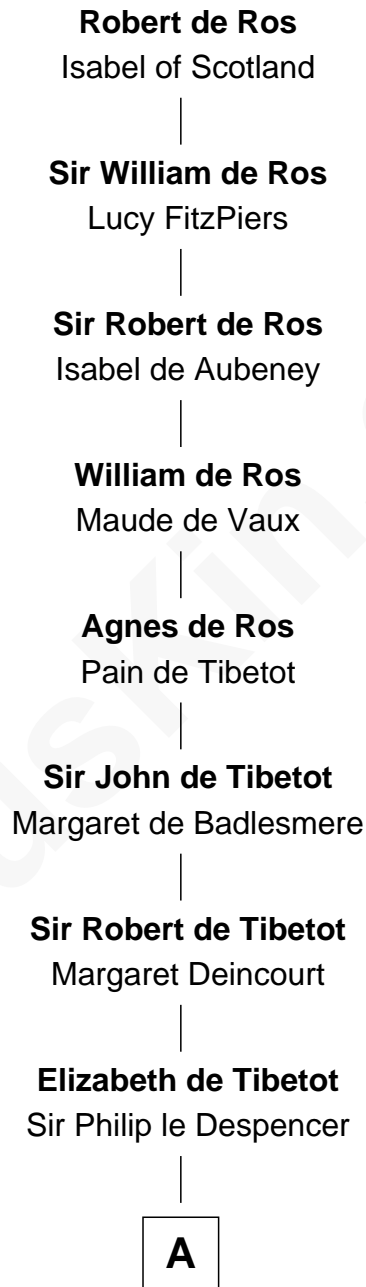 Robert de Ros
Isabel of Scotland
Sir William de Ros
Lucy FitzPiers
Sir Robert de Ros
Isabel de Aubeney
William de Ros
Maude de Vaux
Agnes de Ros
Pain de Tibetot
Sir John de Tibetot
Margaret de Badlesmere
Sir Robert de Tibetot
Margaret Deincourt
Elizabeth de Tibetot
Sir Philip le Despencer
A